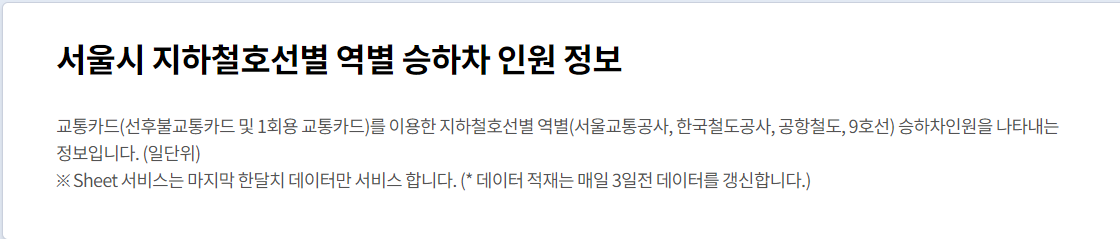 서울시 지하철호선별 역별 승하차 인원 정보
교통카드(선후불교통카드 및 1회용 교통카드)를 이용한 지하철호선별 역별(서울교통공사, 한국철도공사, 공항철도, 9호선) 승하차인원을 나타내는
정보입니다. (일단위)
※ Sheet 서비스는 마지막 한달치 데이터만 서비스 합니다. (* 데이터 적재는 매일 3일전 데이터를 갱신합니다.)